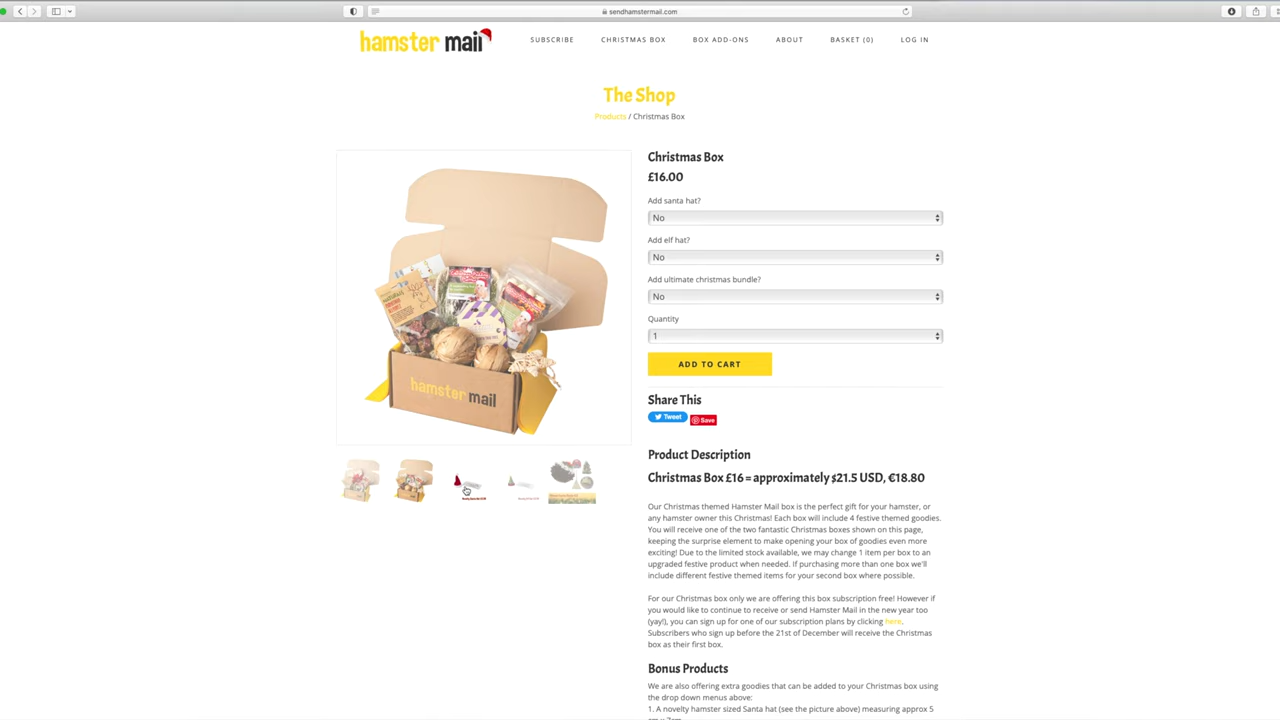 sendhamstermail.com
hamster mail
SUBSCRIBE
CHRISTMAS BOX
BOX ADD-ONS
ABOUT
BASKET (0)
LOG IN
The Shop
Products / Christmas Box
hamster mail
Christmas Box
£16.00
Add santa hat?
No
Add elf hat?
No
Add ultimate christmas bundle?
No
Quantity
1
ADD TO CART
Share This
Tweet
Save
Product Description
Christmas Box £16 = approximately $21.5 USD, €18.80
Our Christmas themed Hamster Mail box is the perfect gift for your hamster, or
any hamster owner this Christmas! Each box will include 4 festive themed goodies.
You will receive one of the two fantastic Christmas boxes shown on this page,
keeping the surprise element to make opening your box of goodies even more
exciting! Due to the limited stock available, we may change 1 item per box to an
upgraded festive product when needed. If purchasing more than one box we'll
include different festive themed items for your second box where possible.
For our Christmas box only we are offering this box subscription free! However if
you would like to continue to receive or send Hamster Mail in the new year too
(yay!), you can sign up for one of our subscription plans by clicking here.
Subscribers who sign up before the 21st of December will receive the Christmas
box as their first box.
Bonus Products
We are also offering extra goodies that can be added to your Christmas box using
the drop down menus above:
1. A novelty hamster sized Santa hat (see the picture above) measuring approx 5